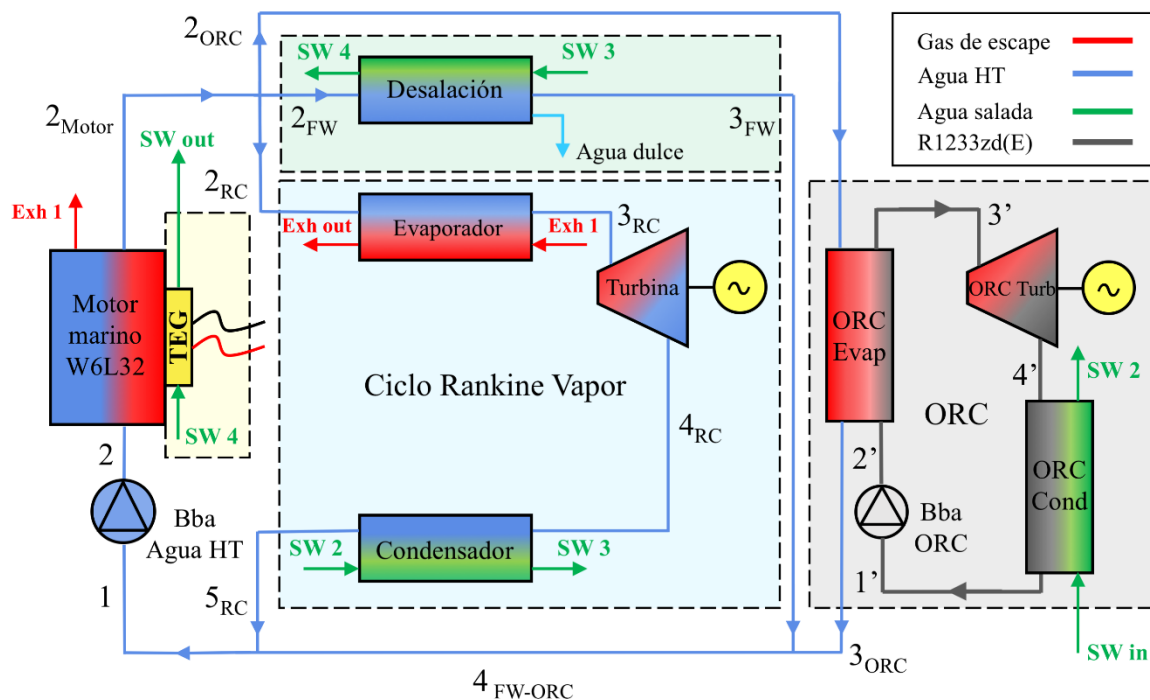 2ORC
SW 4
SW 3
Desalación
2Motor
2FW
3FW
SW out
Agua dulce
Gas de escape
Agua HT
Agua salada
R1233zd(E)
2RC
Exh 1
Exh out
Evaporador
Exh 1
3RC
3’
Motor
marino
W6L32
TEG
Turbina
~
ORC Turb
~
ORC
Evap
Ciclo Rankine Vapor
SW 4
4RC
4’
SW 2
ORC
2
2’
ORC
Cond
Bba
Agua HT
SW 2
Condensador
SW 3
Bba
ORC
1
5RC
1’
4FW-ORC
3ORC
SW in